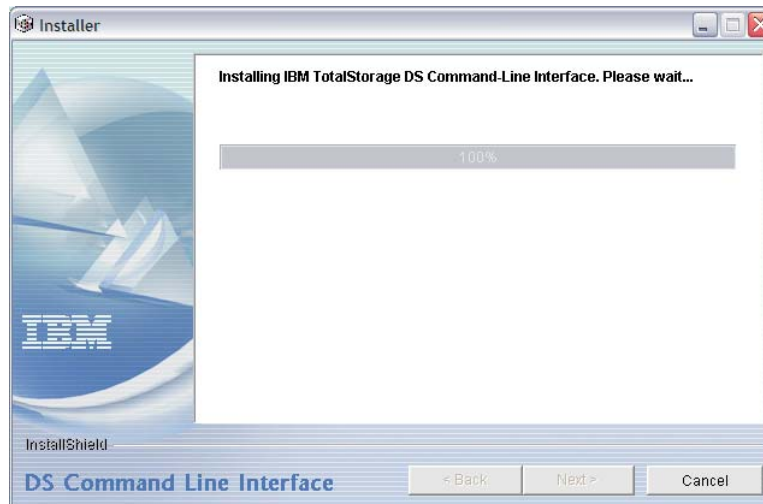 Installer
Installing IBM TotalStorage DS Command-Line Interface. Please wait...
100%
IBM
InstallShield
DS Command Line Interface
< Back
Next >
Cancel